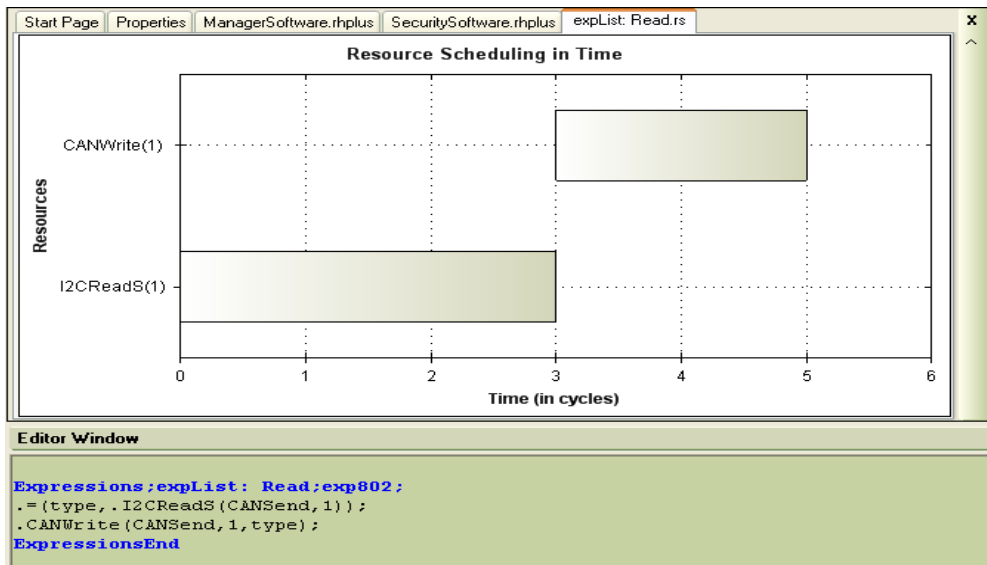 Start Page Properties ManagerSoftware.rhplus SecuritySoftware.rhplus expList: Read.rs x
Resource Scheduling in Time
CANWrite(1)
Resources
I2CReadS(1)
0 1 2 3 4 5 6
Time (in cycles)
Editor Window
Expressions;expList: Read;exp802;
.=(type,.I2CReadS(CANSend,1));
.CANWrite(CANSend,1,type);
ExpressionsEnd